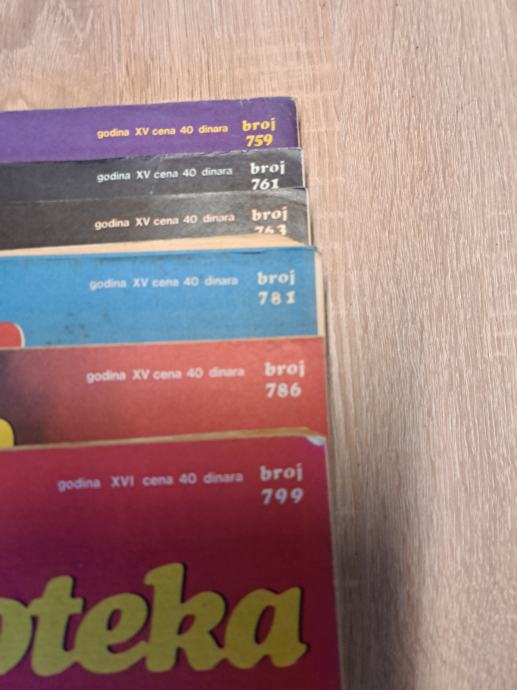 godina XV cena 40 dinara broj
759
godina XV cena 40 dinara broj
761
godina XV cena 40 dinara broj
763
godina XV cena 40 dinara broj
781
godina XV cena 40 dinara broj
786
godina XVI cena 40 dinara broj
799
oteka